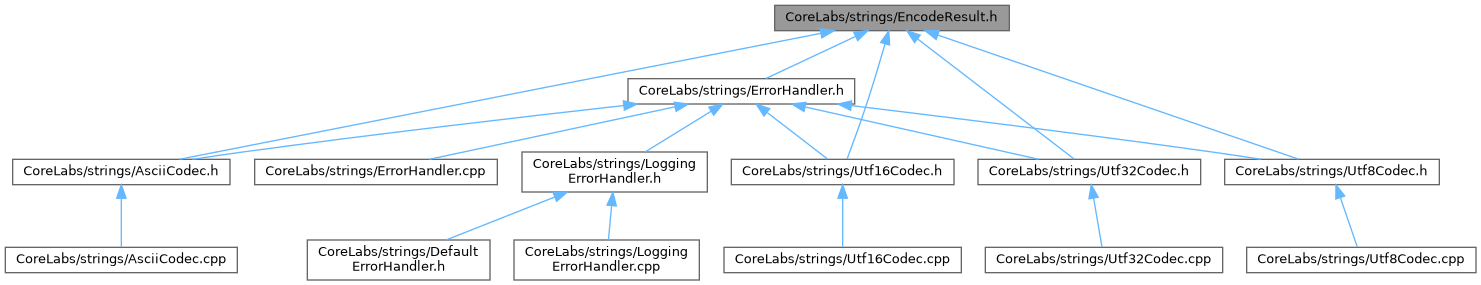 CoreLabs/strings/EncodeResult.h
CoreLabs/strings/ErrorHandler.h
CoreLabs/strings/AsciiCodec.h
CoreLabs/strings/ErrorHandler.cpp
CoreLabs/strings/Logging
ErrorHandler.h
CoreLabs/strings/Utf16Codec.h
CoreLabs/strings/Utf32Codec.h
CoreLabs/strings/Utf8Codec.h
CoreLabs/strings/AsciiCodec.cpp
CoreLabs/strings/Default
ErrorHandler.h
CoreLabs/strings/Logging
ErrorHandler.cpp
CoreLabs/strings/Utf16Codec.cpp
CoreLabs/strings/Utf32Codec.cpp
CoreLabs/strings/Utf8Codec.cpp